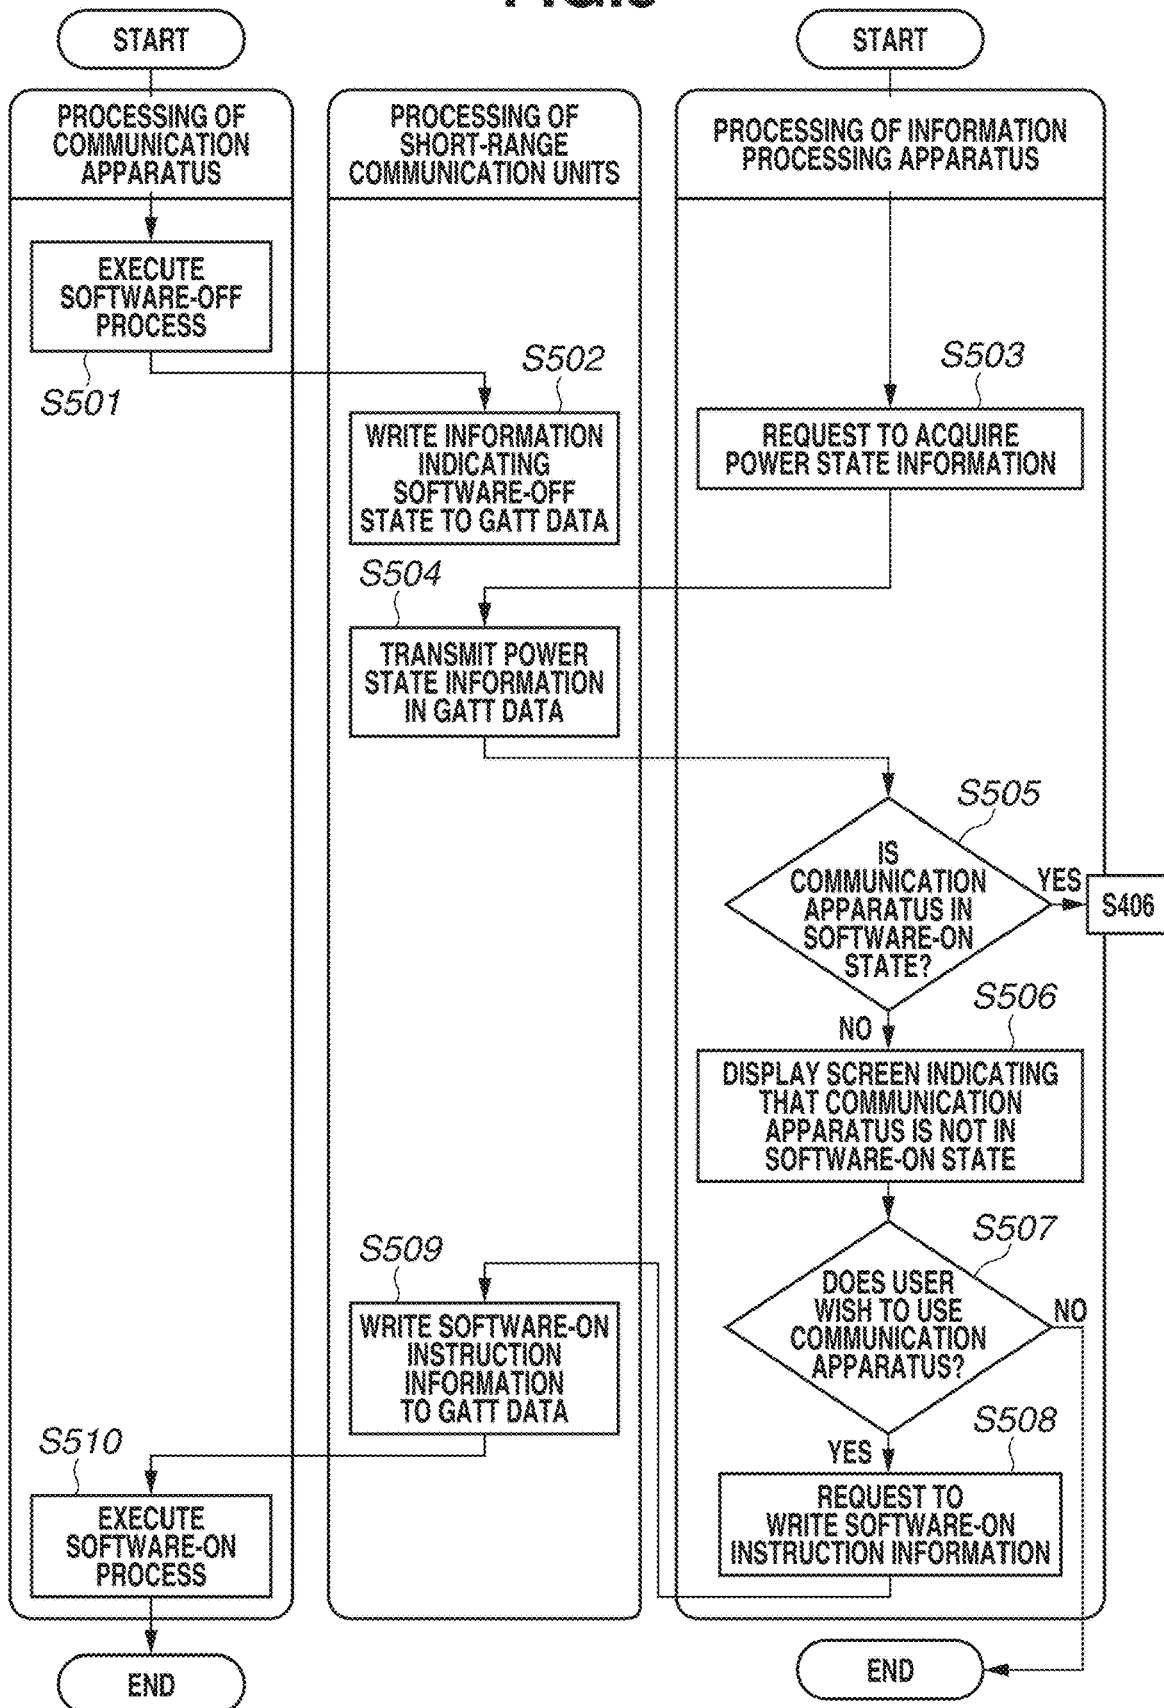 START
START
PROCESSING OF
COMMUNICATION
APPARATUS
PROCESSING OF
SHORT-RANGE
COMMUNICATION UNITS
PROCESSING OF INFORMATION
PROCESSING APPARATUS
EXECUTE
SOFTWARE-OFF
PROCESS
S501
S502
WRITE INFORMATION
INDICATING
SOFTWARE-OFF
STATE TO GATT DATA
S503
REQUEST TO ACQUIRE
POWER STATE INFORMATION
S504
TRANSMIT POWER
STATE INFORMATION
IN GATT DATA
S505
IS
COMMUNICATION
APPARATUS IN
SOFTWARE-ON
STATE?
YES
S406
NO
S506
DISPLAY SCREEN INDICATING
THAT COMMUNICATION
APPARATUS IS NOT IN
SOFTWARE-ON STATE
S507
DOES USER
WISH TO USE
COMMUNICATION
APPARATUS?
NO
YES
S508
REQUEST TO
WRITE SOFTWARE-ON
INSTRUCTION INFORMATION
S509
WRITE SOFTWARE-ON
INSTRUCTION
INFORMATION
TO GATT DATA
S510
EXECUTE
SOFTWARE-ON
PROCESS
END
END